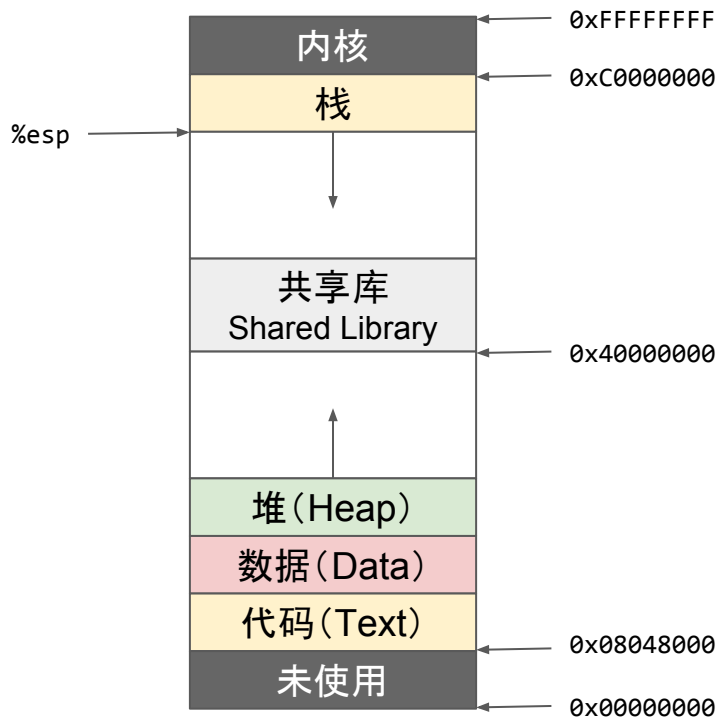 0xFFFFFFFF
内核
0xC0000000
栈
%esp
共享库
Shared Library
0x40000000
堆（Heap）
数据（Data）
代码（Text）
0x08048000
未使用
0x00000000